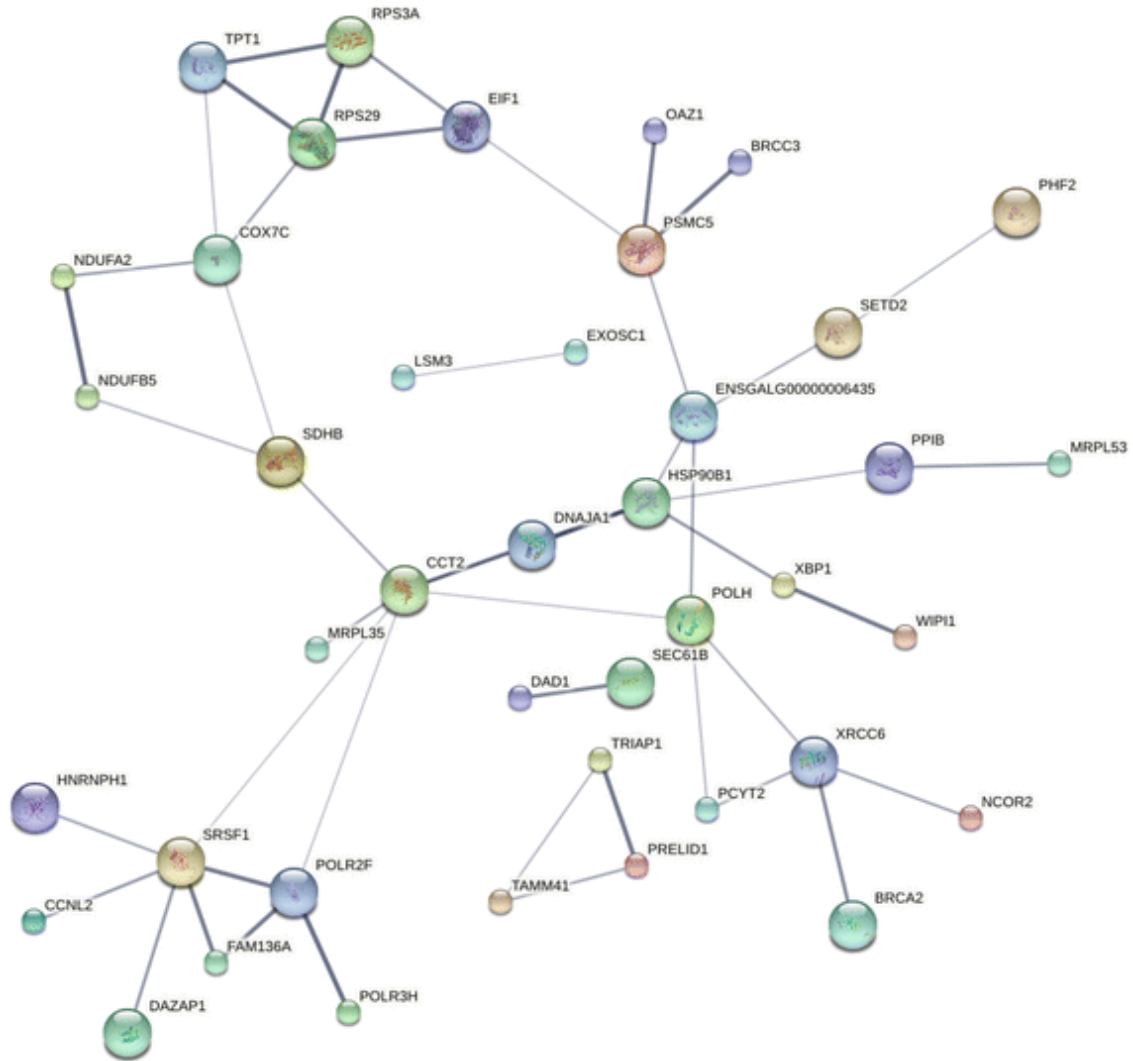 RPS3A
TPT1
EIF1
RPS29
OAZ1
BRCC3
PHF2
PSMC5
COX7C
NDUFA2
SETD2
EXOSC1
LSM3
NDUFB5
ENSGALG00000006435
SDHB
PPIB
MRPL53
HSP90B1
DNAJA1
CCT2
XBP1
POLH
WIPI1
MRPL35
SEC61B
DAD1
XRCC6
TRIAP1
HNRNPH1
PCYT2
NCOR2
SRSF1
PRELID1
POLR2F
TAMM41
BRCA2
CCNL2
FAM136A
DAZAP1
POLR3H